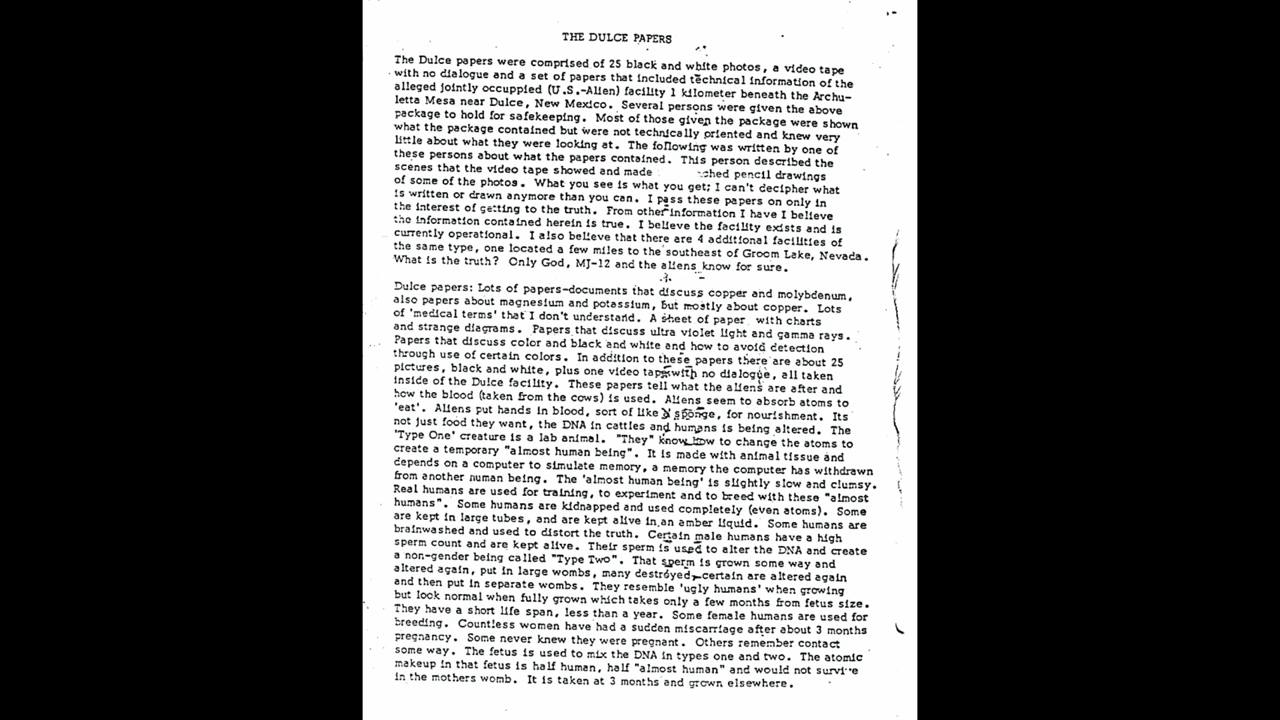 THE DULCE PAPERS
The Dulce papers were comprised of 25 black and white photos, a video tape
with no dialogue and a set of papers that included technical information of the
alleged jointly occuppied (U.S.-Alien) facility 1 kilometer beneath the Archu-
letta Mesa near Dulce, New Mexico. Several persons were given the above
package to hold for safekeeping. Most of those given the package were shown
what the package contained but were not technically oriented and knew very
little about what they were looking at. The following was written by one of
these persons about what the papers contained. This person described the
scenes that the video tape showed and made ched pencil drawings
of some of the photos. What you see is what you get; I can't decipher what
is written or drawn anymore than you can. I pass these papers on only in
the interest of getting to the truth. From other information I have I believe
the information contained herein is true. I believe the facility exists and is
currently operational. I also believe that there are 4 additional facilities of
the same type, one located a few miles to the southeast of Groom Lake, Nevada.
What is the truth? Only God, MJ-12 and the aliens know for sure.
Dulce papers: Lots of papers-documents that discuss copper and molybdenum,
also papers about magnesium and potassium, but mostly about copper. Lots
of 'medical terms' that I don't understand. A sheet of paper with charts
and strange diagrams. Papers that discuss ultra violet light and gamma rays.
Papers that discuss color and black and white and how to avoid detection
through use of certain colors. In addition to these papers there are about 25
pictures, black and white, plus one video tape with no dialogue, all taken
inside of the Dulce facility. These papers tell what the aliens are after and
how the blood (taken from the cows) is used. Aliens seem to absorb atoms to
'eat'. Aliens put hands in blood, sort of like sponge, for nourishment. Its
not just food they want, the DNA in cattles and humans is being altered. The
'Type One' creature is a lab animal. "They" know how to change the atoms to
create a temporary "almost human being". It is made with animal tissue and
depends on a computer to simulate memory, a memory the computer has withdrawn
from another human being. The 'almost human being' is slightly slow and clumsy.
Real humans are used for training, to experiment and to breed with these "almost
humans". Some humans are kidnapped and used completely (even atoms). Some
are kept in large tubes, and are kept alive in an amber liquid. Some humans are
brainwashed and used to distort the truth. Certain male humans have a high
sperm count and are kept alive. Their sperm is used to alter the DNA and create
a non-gender being called "Type Two". That sperm is grown some way and
altered again, put in large wombs, many destroyed, certain are altered again
and then put in separate wombs. They resemble 'ugly humans' when growing
but look normal when fully grown which takes only a few months from fetus size.
They have a short life span, less than a year. Some female humans are used for
breeding. Countless women have had a sudden miscarriage after about 3 months
pregnancy. Some never knew they were pregnant. Others remember contact
some way. The fetus is used to mix the DNA in types one and two. The atomic
makeup in that fetus is half human, half "almost human" and would not survive
in the mothers womb. It is taken at 3 months and grown elsewhere.